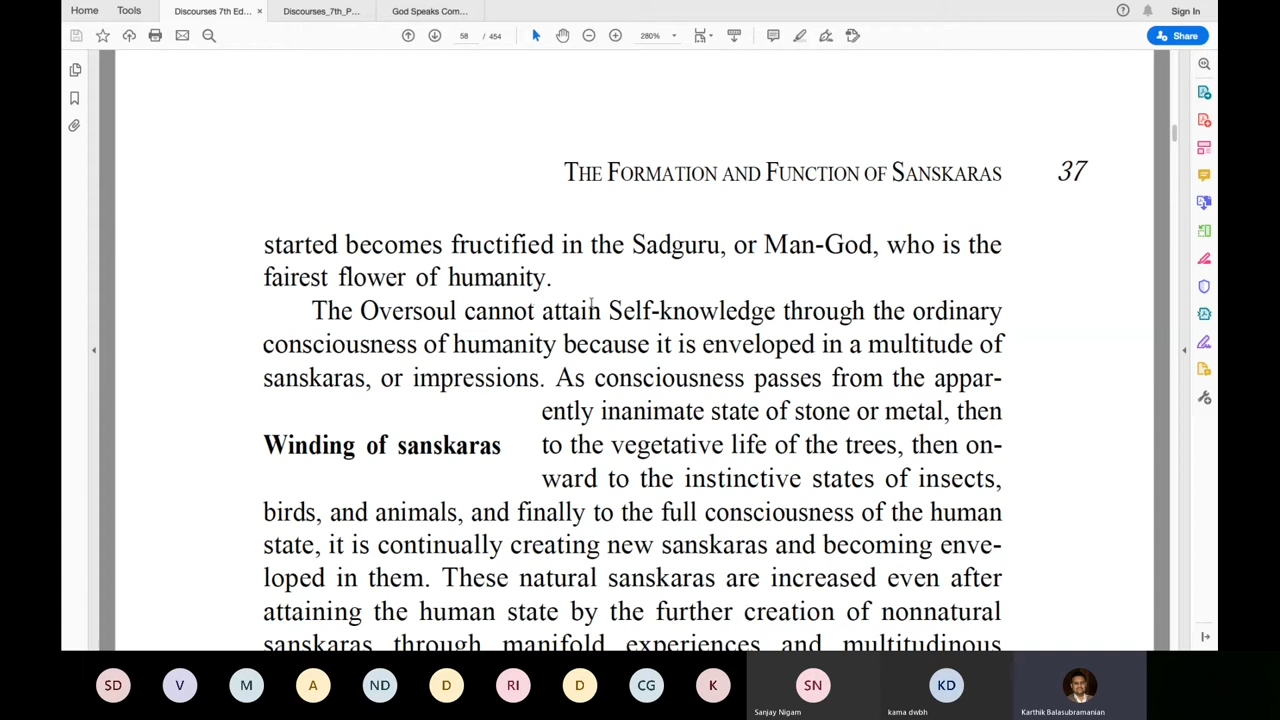 Home Tools Discourses 7th Ed... × Discourses_7th_P... God Speaks Com... Sign In
58 / 454 280% Share
THE FORMATION AND FUNCTION OF SANSKARAS 37
started becomes fructified in the Sadguru, or Man-God, who is the
fairest flower of humanity.
The Oversoul cannot attain Self-knowledge through the ordinary
consciousness of humanity because it is enveloped in a multitude of
sanskaras, or impressions. As consciousness passes from the appar-
ently inanimate state of stone or metal, then
Winding of sanskaras to the vegetative life of the trees, then on-
ward to the instinctive states of insects,
birds, and animals, and finally to the full consciousness of the human
state, it is continually creating new sanskaras and becoming enve-
loped in them. These natural sanskaras are increased even after
attaining the human state by the further creation of nonnatural
sanskaras through manifold experiences and multitudinous
SD V M A ND D RI D CG K SN KD
Sanjay Nigam kama dwbh Karthik Balasubramanian